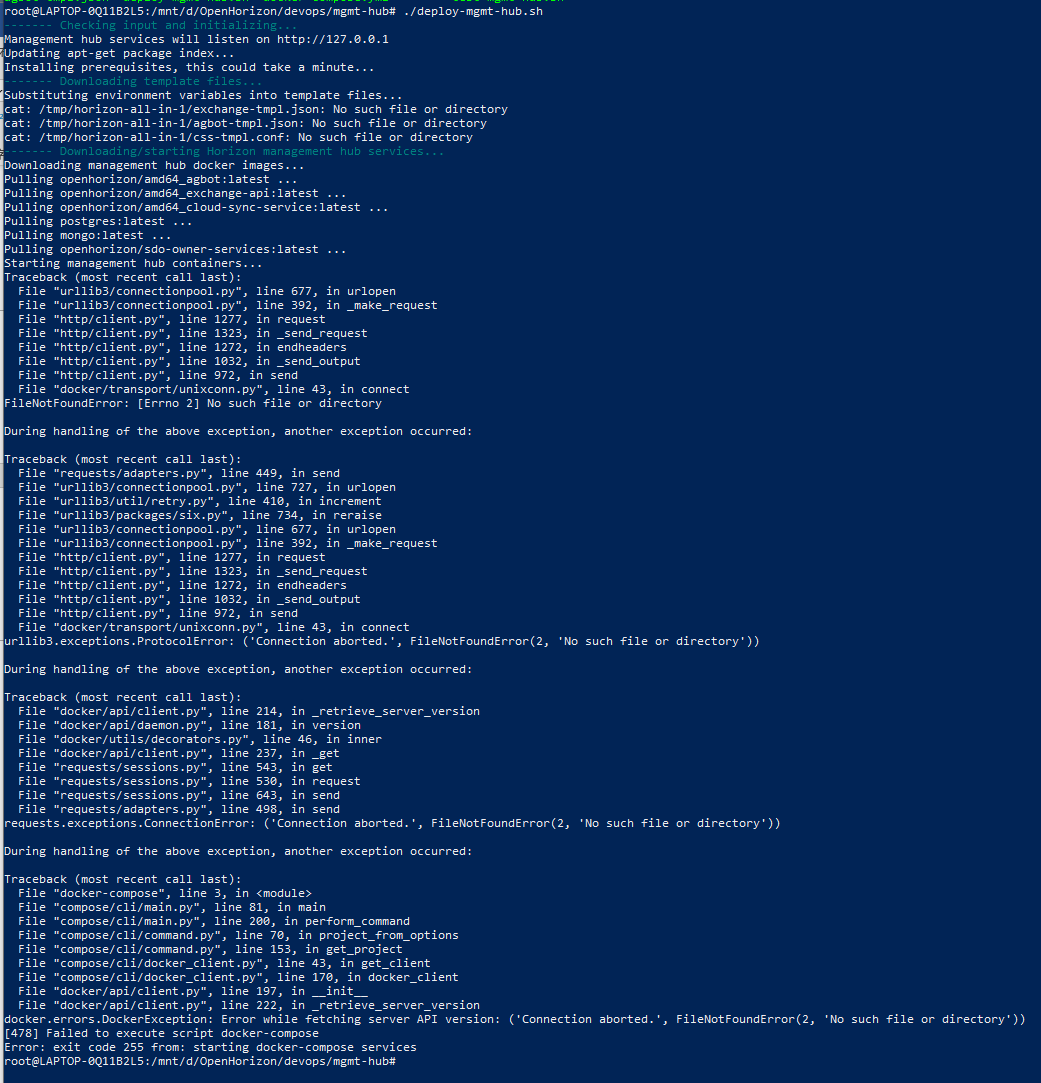 root@LAPTOP-0Q11B2L5:/mnt/d/OpenHorizon/devops/mgmt-hub# ./deploy-mgmt-hub.sh
------- Checking input and initializing...
Management hub services will listen on http://127.0.0.1
Updating apt-get package index...
Installing prerequisites, this could take a minute...
------- Downloading template files...
Substituting environment variables into template files...
cat: /tmp/horizon-all-in-1/exchange-tmpl.json: No such file or directory
cat: /tmp/horizon-all-in-1/agbot-tmpl.json: No such file or directory
cat: /tmp/horizon-all-in-1/css-tmpl.conf: No such file or directory
------- Downloading/starting Horizon management hub services...
Downloading management hub docker images...
Pulling openhorizon/amd64_agbot:latest ...
Pulling openhorizon/amd64_exchange-api:latest ...
Pulling openhorizon/amd64_cloud-sync-service:latest ...
Pulling postgres:latest ...
Pulling mongo:latest ...
Pulling openhorizon/sdo-owner-services:latest ...
Starting management hub containers...
Traceback (most recent call last):
  File "urllib3/connectionpool.py", line 677, in urlopen
  File "urllib3/connectionpool.py", line 392, in _make_request
  File "http/client.py", line 1277, in request
  File "http/client.py", line 1323, in _send_request
  File "http/client.py", line 1272, in endheaders
  File "http/client.py", line 1032, in _send_output
  File "http/client.py", line 972, in send
  File "docker/transport/unixconn.py", line 43, in connect
FileNotFoundError: [Errno 2] No such file or directory

During handling of the above exception, another exception occurred:

Traceback (most recent call last):
  File "requests/adapters.py", line 449, in send
  File "urllib3/connectionpool.py", line 727, in urlopen
  File "urllib3/util/retry.py", line 410, in increment
  File "urllib3/packages/six.py", line 734, in reraise
  File "urllib3/connectionpool.py", line 677, in urlopen
  File "urllib3/connectionpool.py", line 392, in _make_request
  File "http/client.py", line 1277, in request
  File "http/client.py", line 1323, in _send_request
  File "http/client.py", line 1272, in endheaders
  File "http/client.py", line 1032, in _send_output
  File "http/client.py", line 972, in send
  File "docker/transport/unixconn.py", line 43, in connect
urllib3.exceptions.ProtocolError: ('Connection aborted.', FileNotFoundError(2, 'No such file or directory'))

During handling of the above exception, another exception occurred:

Traceback (most recent call last):
  File "docker/api/client.py", line 214, in _retrieve_server_version
  File "docker/api/daemon.py", line 181, in version
  File "docker/utils/decorators.py", line 46, in inner
  File "docker/api/client.py", line 237, in _get
  File "requests/sessions.py", line 543, in get
  File "requests/sessions.py", line 530, in request
  File "requests/sessions.py", line 643, in send
  File "requests/adapters.py", line 498, in send
requests.exceptions.ConnectionError: ('Connection aborted.', FileNotFoundError(2, 'No such file or directory'))

During handling of the above exception, another exception occurred:

Traceback (most recent call last):
  File "docker-compose", line 3, in <module>
  File "compose/cli/main.py", line 81, in main
  File "compose/cli/main.py", line 200, in perform_command
  File "compose/cli/command.py", line 70, in project_from_options
  File "compose/cli/command.py", line 153, in get_project
  File "compose/cli/docker_client.py", line 43, in get_client
  File "compose/cli/docker_client.py", line 170, in docker_client
  File "docker/api/client.py", line 197, in __init__
  File "docker/api/client.py", line 222, in _retrieve_server_version
docker.errors.DockerException: Error while fetching server API version: ('Connection aborted.', FileNotFoundError(2, 'No such file or directory'))
[478] Failed to execute script docker-compose
Error: exit code 255 from: starting docker-compose services
root@LAPTOP-0Q11B2L5:/mnt/d/OpenHorizon/devops/mgmt-hub#